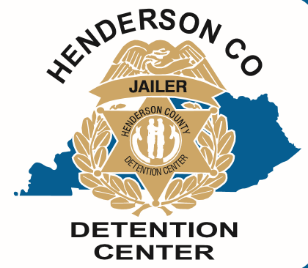 HENDERSON CO
JAILER
HENDERSON COUNTY
DETENTION CENTER
DETENTION
CENTER